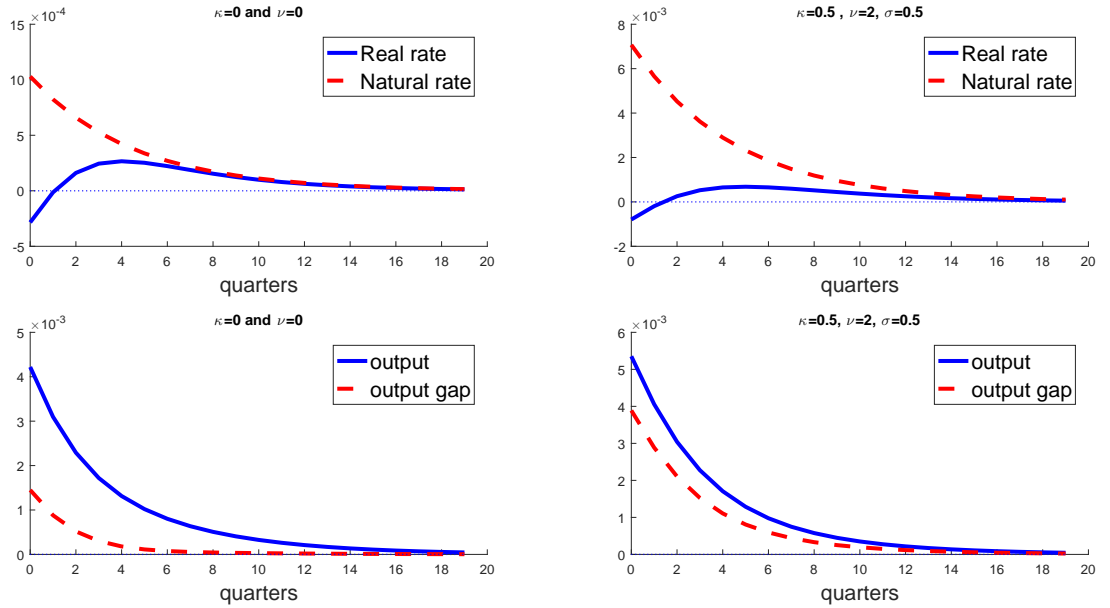 κ=0 and ν=0
×10⁻⁴
15
10
5
0
-5
Real rate
Natural rate
0 2 4 6 8 10 12 14 16 18 20
quarters
κ=0.5 , ν=2, σ=0.5
×10⁻³
8
6
4
2
0
-2
Real rate
Natural rate
0 2 4 6 8 10 12 14 16 18 20
quarters
κ=0 and ν=0
×10⁻³
5
4
3
2
1
0
output
output gap
0 2 4 6 8 10 12 14 16 18 20
quarters
κ=0.5, ν=2, σ=0.5
×10⁻³
6
5
4
3
2
1
0
output
output gap
0 2 4 6 8 10 12 14 16 18 20
quarters